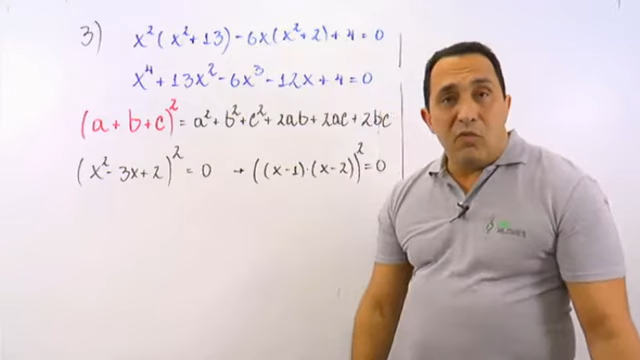 3) x²(x²+13)-6x(x²+2)+4=0
x⁴+13x²-6x³-12x+4=0
(a+b+c)²=a²+b²+c²+2ab+2ac+2bc
(x²-3x+2)²=0 → ((x-1)·(x-2))²=0